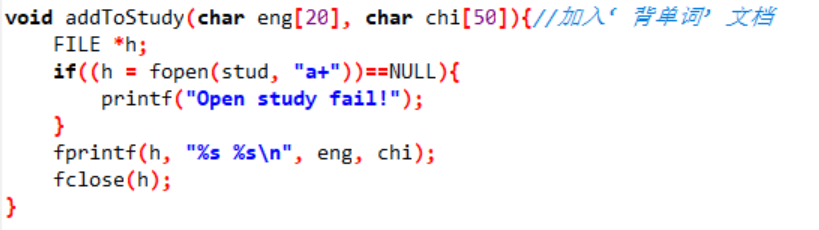 void addToStudy(char eng[20], char chi[50]){//加入‘ 背单词’ 文档
    FILE *h;
    if((h = fopen(stud, "a+"))==NULL){
        printf("Open study fail!");
    }
    fprintf(h, "%s %s\n", eng, chi);
    fclose(h);
}